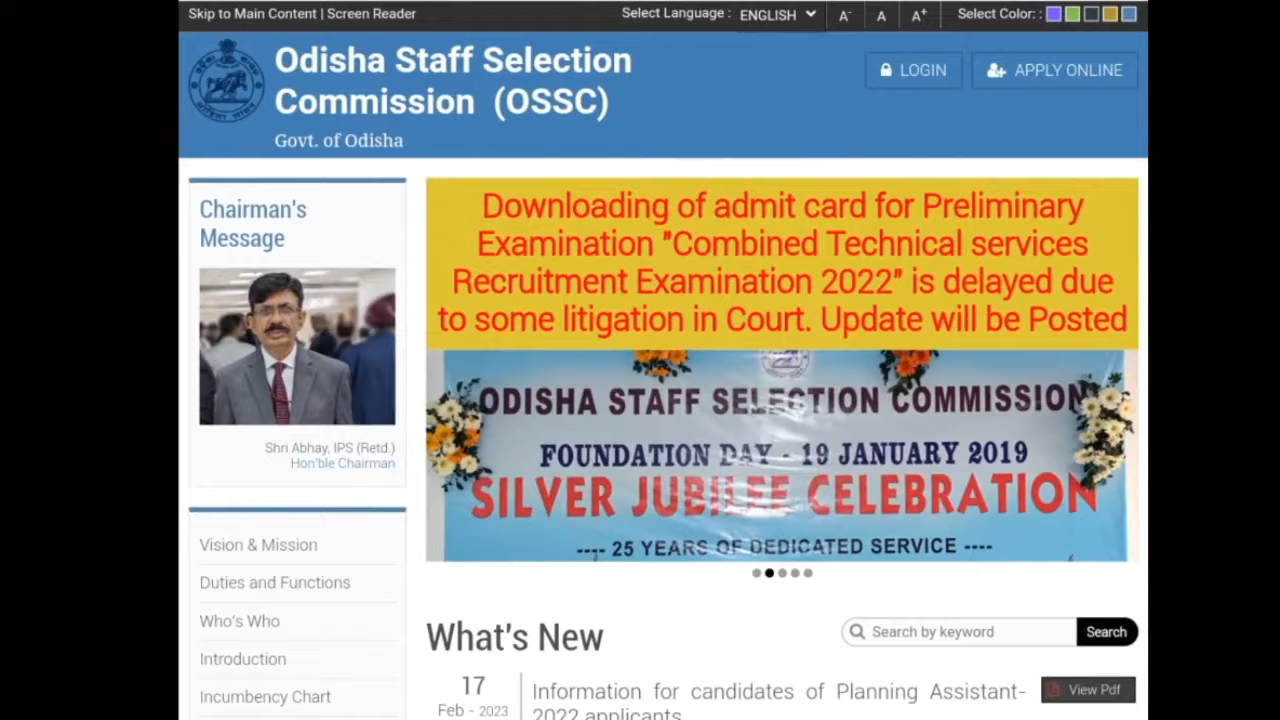 Skip to Main Content | Screen Reader
Select Language : ENGLISH
A-
A
A+
Select Color: :
Odisha Staff Selection
Commission (OSSC)
Govt. of Odisha
LOGIN
APPLY ONLINE
Chairman's
Message
Shri Abhay, IPS (Retd.)
Hon'ble Chairman
Vision & Mission
Duties and Functions
Who's Who
Introduction
Incumbency Chart
Downloading of admit card for Preliminary
Examination "Combined Technical services
Recruitment Examination 2022" is delayed due
to some litigation in Court. Update will be Posted
ODISHA STAFF SELECTION COMMISSION
FOUNDATION DAY - 19 JANUARY 2019
SILVER JUBILEE CELEBRATION
---- 25 YEARS OF DEDICATED SERVICE ----
What's New
Search by keyword
Search
17
Feb - 2023
Information for candidates of Planning Assistant-
2022 applicants
View Pdf